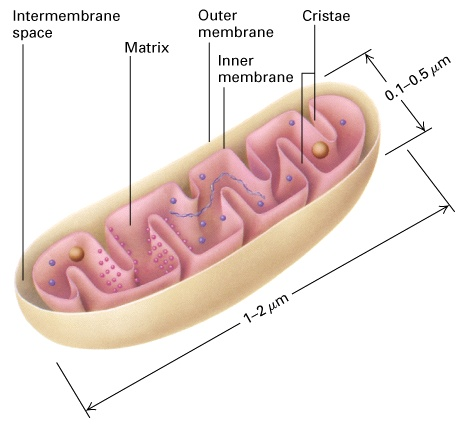 Intermembrane
space
Matrix
Outer
membrane
Inner
membrane
Cristae
0.1–0.5 μm
1–2 μm